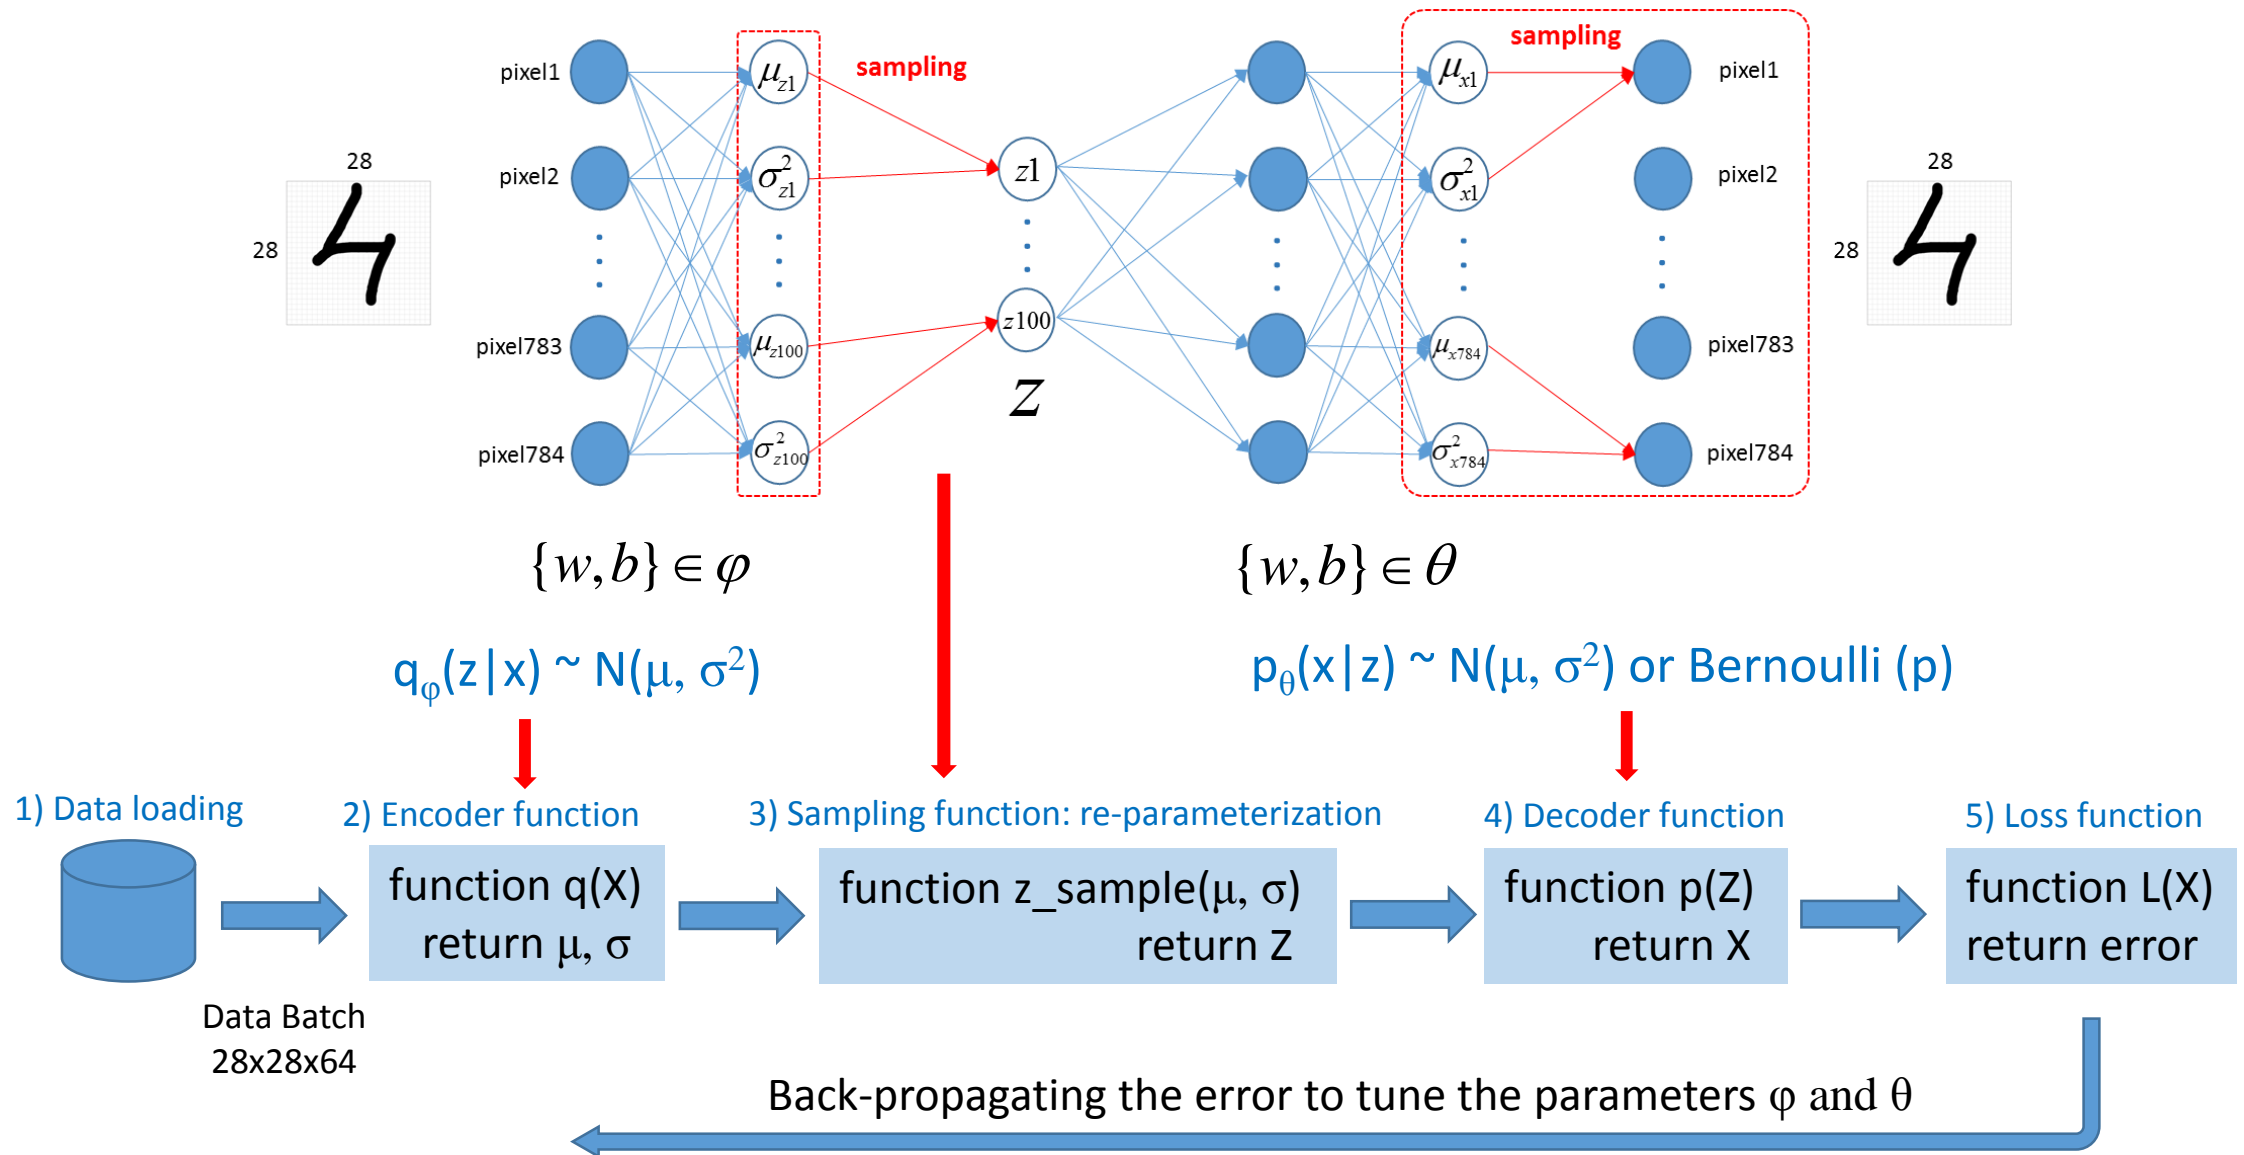 sampling
sampling
pixel1
μz1
μx1
pixel1
28
28
pixel2
σ²z1
z1
σ²x1
pixel2
28
28
pixel783
μz100
z100
μx784
pixel783
z
pixel784
σ²z100
σ²x784
pixel784
{w,b} ∈ φ
{w,b} ∈ θ
qφ(z|x) ~ N(μ, σ²)
pθ(x|z) ~ N(μ, σ²) or Bernoulli (p)
1) Data loading
2) Encoder function
3) Sampling function: re-parameterization
4) Decoder function
5) Loss function
function q(X)
return μ, σ
function z_sample(μ, σ)
return Z
function p(Z)
return X
function L(X)
return error
Data Batch
28x28x64
Back-propagating the error to tune the parameters φ and θ